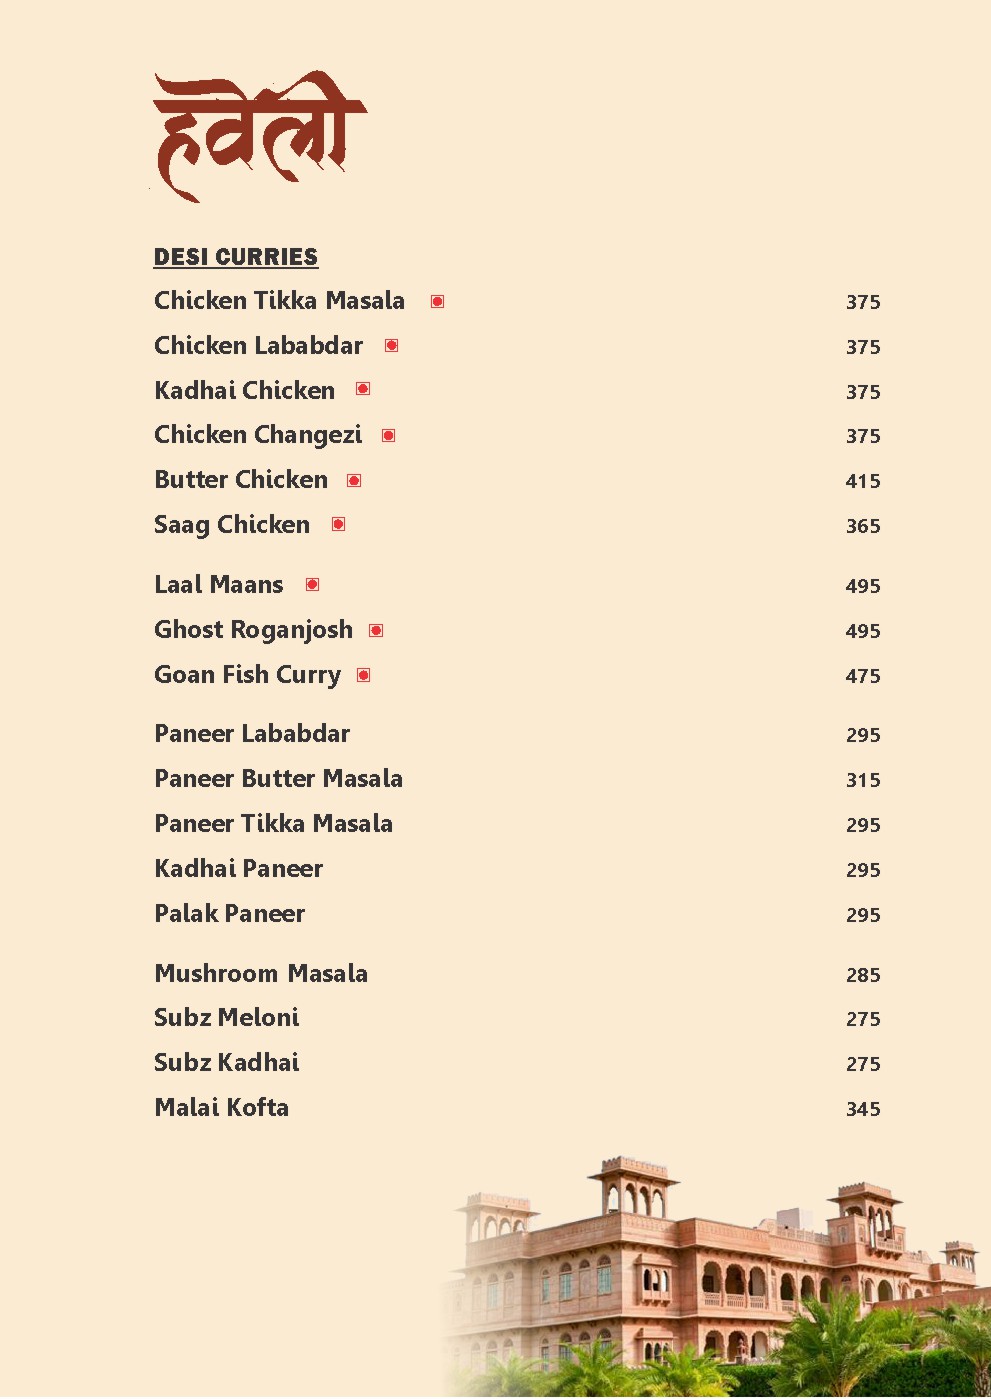 हवेली
DESI CURRIES
Chicken Tikka Masala 375
Chicken Lababdar 375
Kadhai Chicken 375
Chicken Changezi 375
Butter Chicken 415
Saag Chicken 365
Laal Maans 495
Ghost Roganjosh 495
Goan Fish Curry 475
Paneer Lababdar 295
Paneer Butter Masala 315
Paneer Tikka Masala 295
Kadhai Paneer 295
Palak Paneer 295
Mushroom Masala 285
Subz Meloni 275
Subz Kadhai 275
Malai Kofta 345